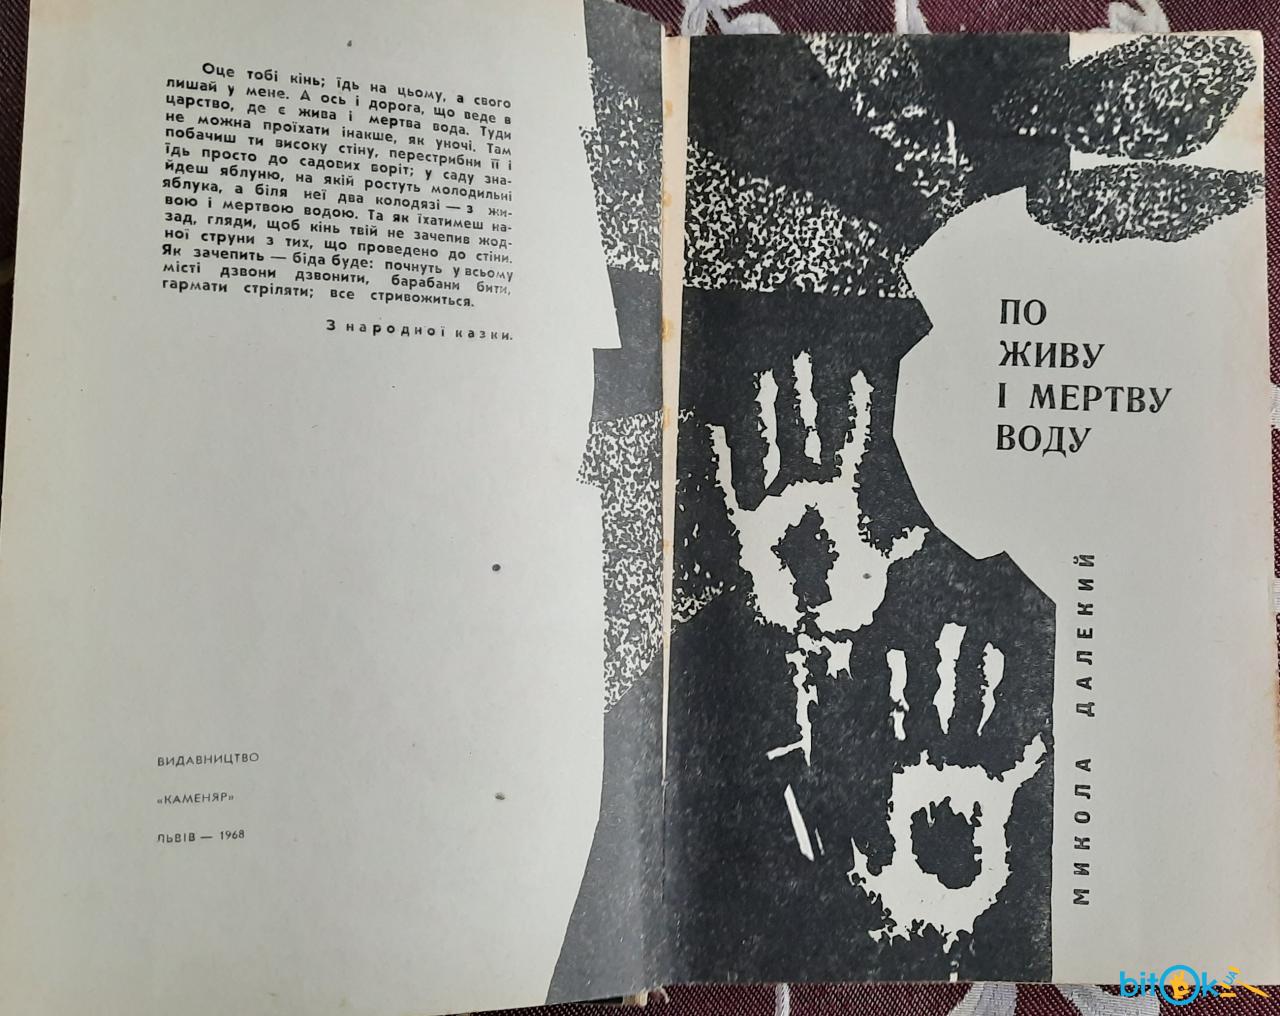 Оце тобі кінь; їдь на цьому, а свого
лишай у мене. А ось і дорога, що веде в
царство, де є жива і мертва вода. Туди
не можна проїхати інакше, як уночі. Там
побачиш ти високу стіну, перестрибни її і
їдь просто до садових воріт; у саду зна-
йдеш яблуню, на якій ростуть молодильні
яблука, а біля неї два колодязі — з жи-
вою і мертвою водою. Та як їхатимеш на-
зад, гляди, щоб кінь твій не зачепив жод-
ної струни з тих, що проведено до стіни.
Як зачепить — біда буде: почнуть у всьому
місті дзвони дзвонити, барабани бити,
гармати стріляти; все стривожиться.
З народної казки.
ВИДАВНИЦТВО
«КАМЕНЯР»
ЛЬВІВ — 1968
ПО
ЖИВУ
І МЕРТВУ
ВОДУ
МИКОЛА ДАЛЕКИЙ
bitOk.UA